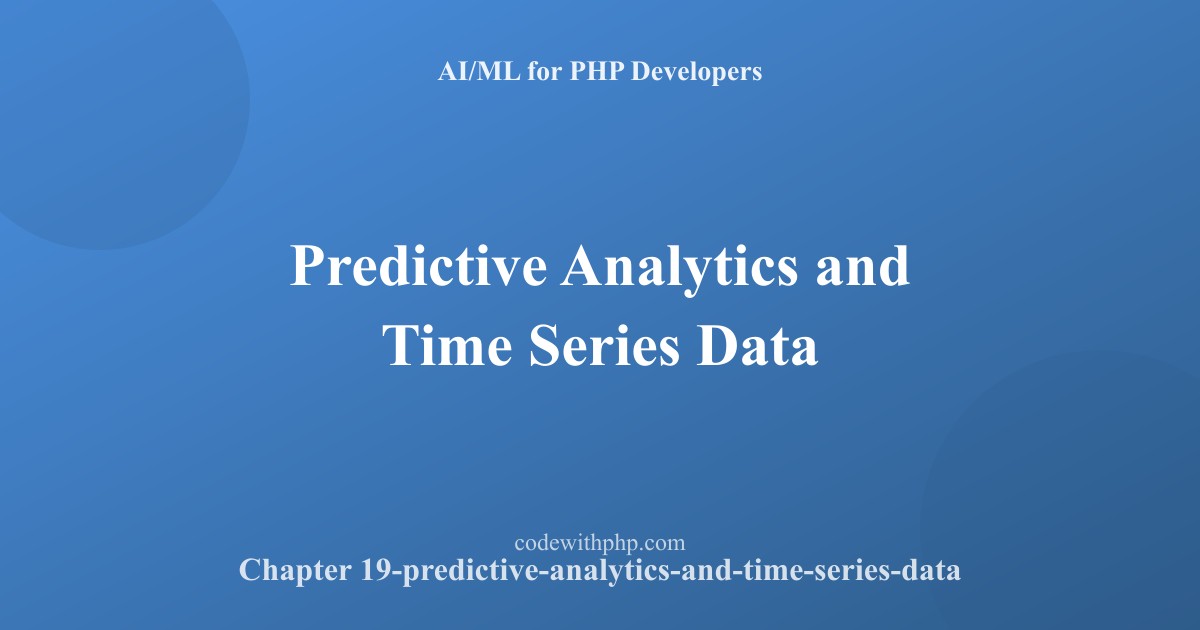 AI/ML for PHP Developers
Predictive Analytics and
Time Series Data
codewithphp.com
Chapter 19-predictive-analytics-and-time-series-data